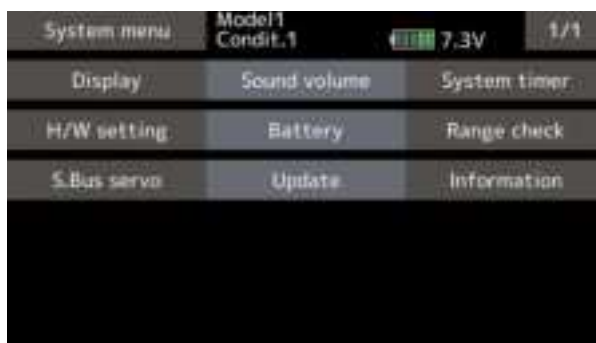 System menu
Model1
Condit.1
7.3V
1/1
Display
Sound volume
System timer
H/W setting
Battery
Range check
S.Bus servo
Update
Information